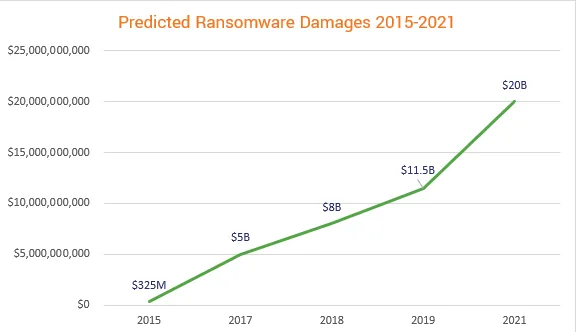 Predicted Ransomware Damages 2015-2021
$25,000,000,000
$20,000,000,000
$15,000,000,000
$10,000,000,000
$5,000,000,000
$0
$325M
$5B
$8B
$11.5B
$20B
2015 2017 2018 2019 2021